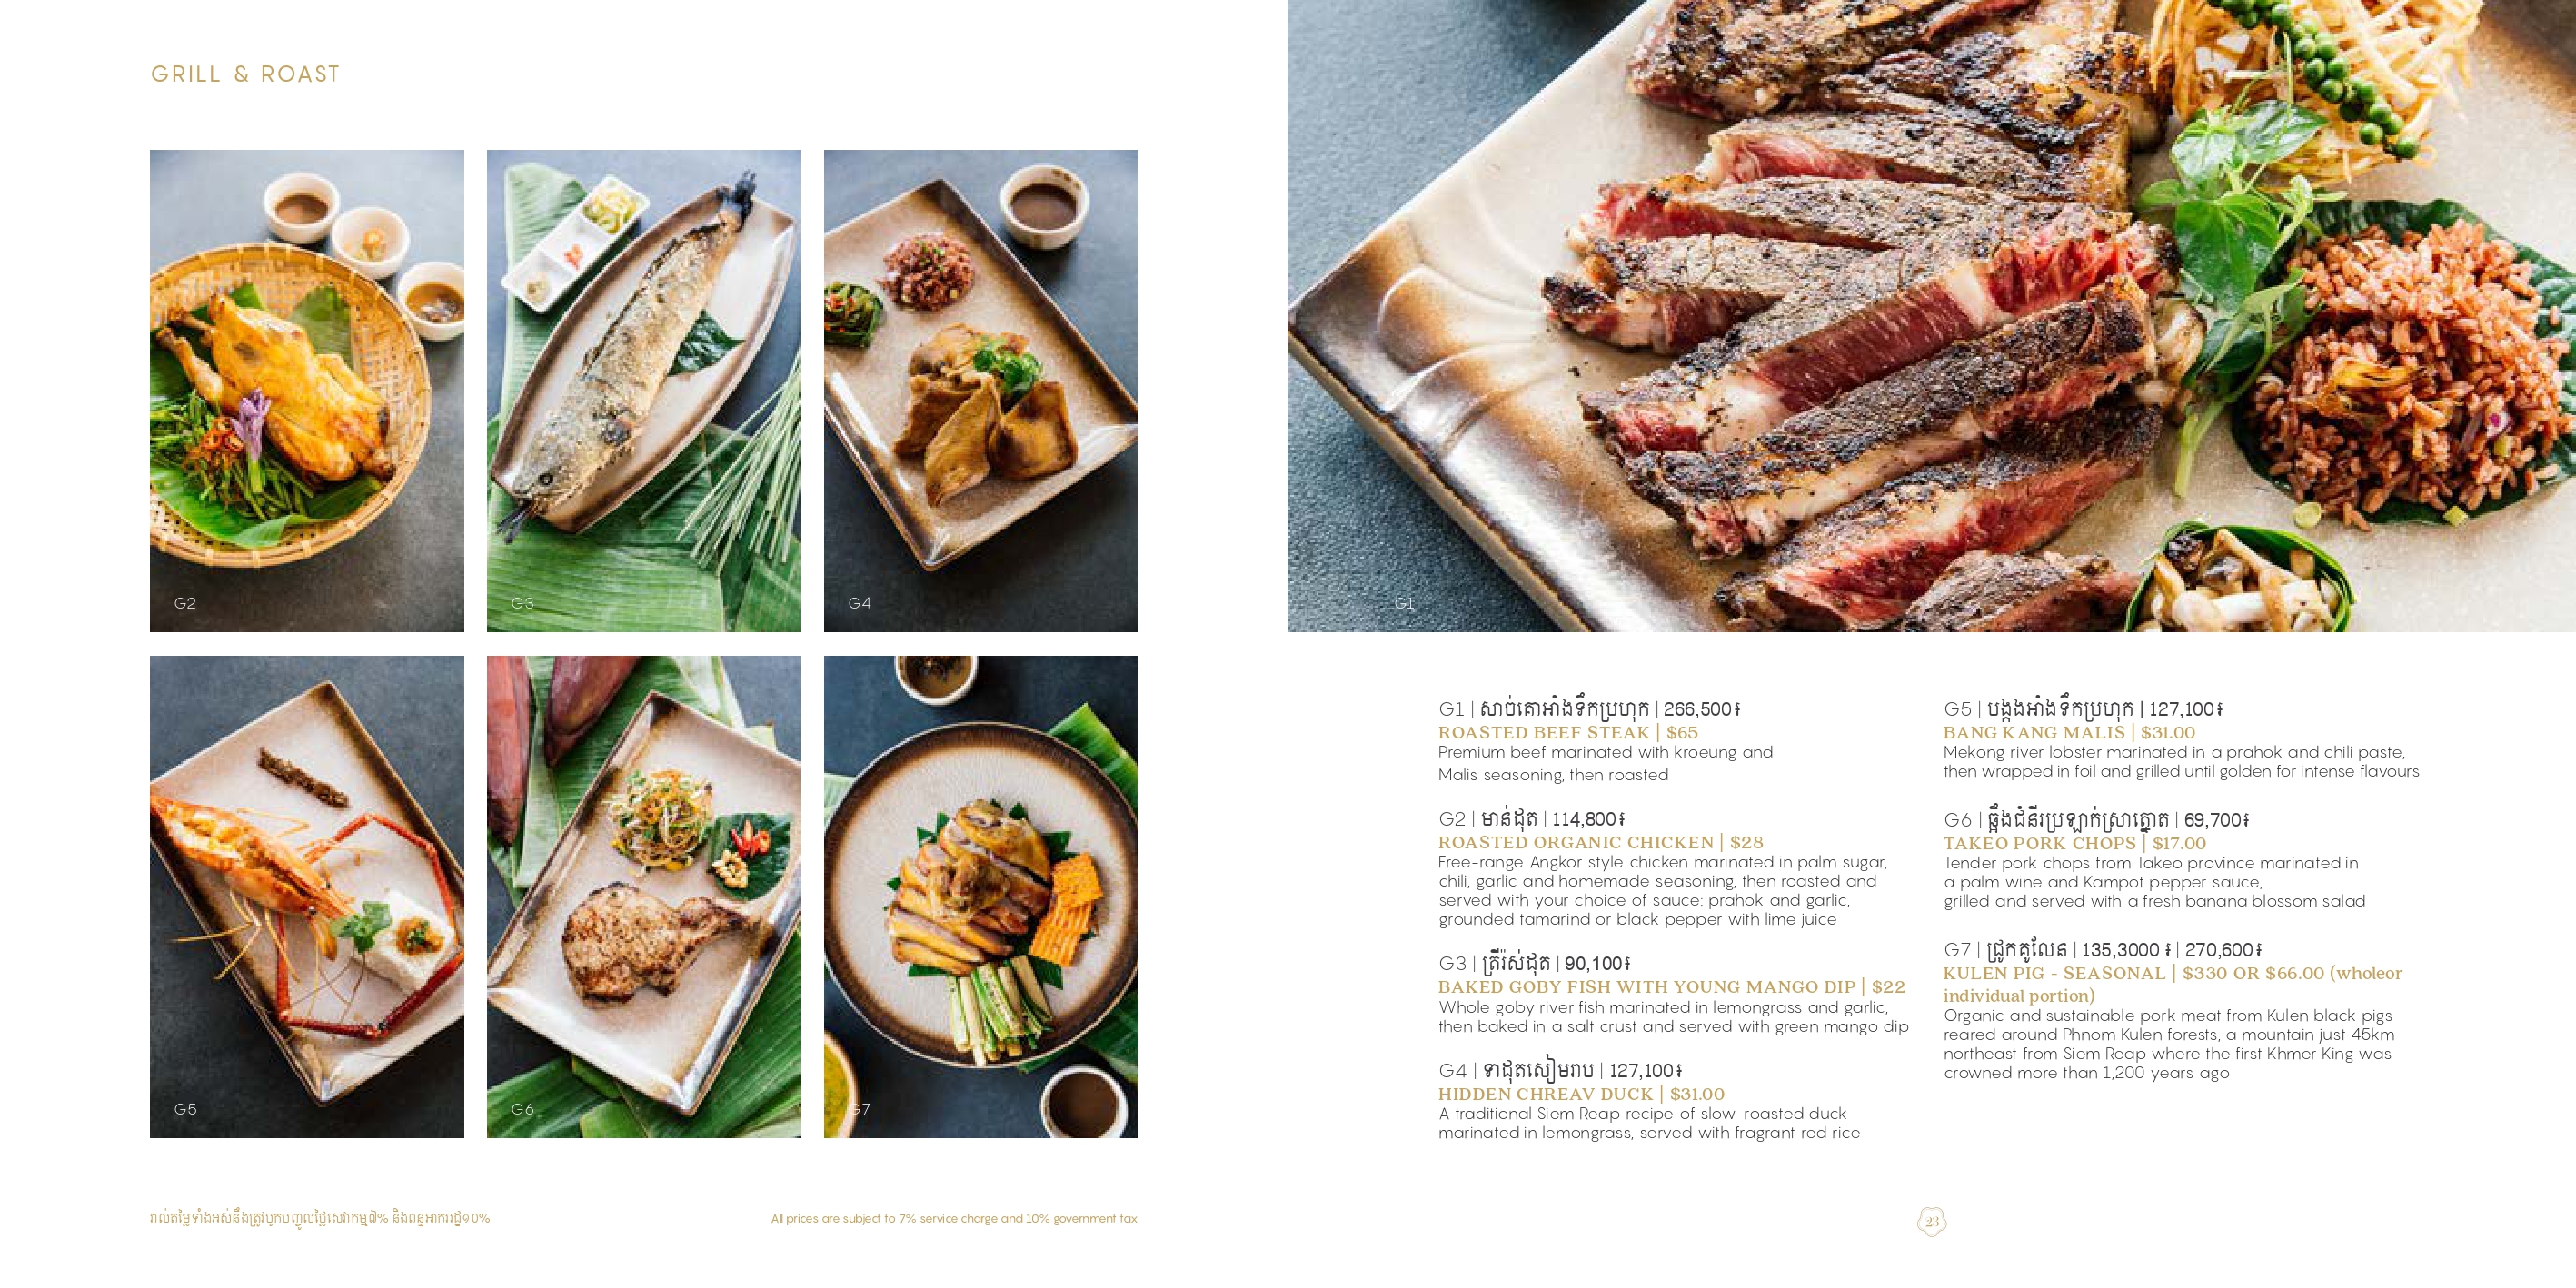 GRILL & ROAST
G2
G3
G4
G5
G6
G7
រាល់តម្លៃទាំងអស់នឹងត្រូវបូកបញ្ចូលថ្លៃសេវាកម្ម៧% និងពន្ធអាកររដ្ឋ១០%
All prices are subject to 7% service charge and 10% government tax
G1
G1 | សាច់គោអាំងទឹកប្រហុក | 266,500៛
ROASTED BEEF STEAK | $65
Premium beef marinated with kroeung and
Malis seasoning, then roasted
G2 | មាន់ដុត | 114,800៛
ROASTED ORGANIC CHICKEN | $28
Free-range Angkor style chicken marinated in palm sugar,
chili, garlic and homemade seasoning, then roasted and
served with your choice of sauce: prahok and garlic,
grounded tamarind or black pepper with lime juice
G3 | ត្រីរ៉ស់ដុត | 90,100៛
BAKED GOBY FISH WITH YOUNG MANGO DIP | $22
Whole goby river fish marinated in lemongrass and garlic,
then baked in a salt crust and served with green mango dip
G4 | ទាដុតសៀមរាប | 127,100៛
HIDDEN CHREAV DUCK | $31.00
A traditional Siem Reap recipe of slow-roasted duck
marinated in lemongrass, served with fragrant red rice
G5 | បង្កងអាំងទឹកប្រហុក | 127,100៛
BANG KANG MALIS | $31.00
Mekong river lobster marinated in a prahok and chili paste,
then wrapped in foil and grilled until golden for intense flavours
G6 | ឆ្អឹងជំនីរប្រឡាក់ស្រាត្នោត | 69,700៛
TAKEO PORK CHOPS | $17.00
Tender pork chops from Takeo province marinated in
a palm wine and Kampot pepper sauce,
grilled and served with a fresh banana blossom salad
G7 | ជ្រូកគូលែន | 135,3000 ៛ | 270,600៛
KULEN PIG - SEASONAL | $330 OR $66.00 (wholeor
individual portion)
Organic and sustainable pork meat from Kulen black pigs
reared around Phnom Kulen forests, a mountain just 45km
northeast from Siem Reap where the first Khmer King was
crowned more than 1,200 years ago
23